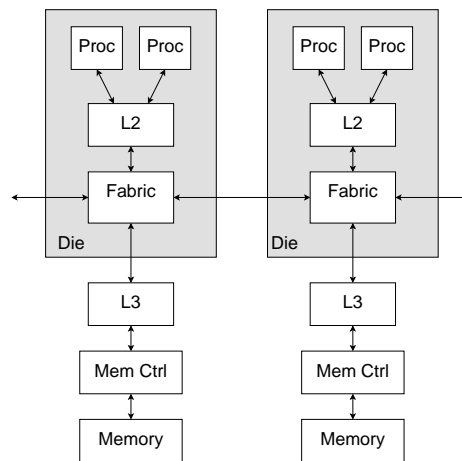 Proc Proc
L2
Fabric
Die
L3
Mem Ctrl
Memory
Proc Proc
L2
Fabric
Die
L3
Mem Ctrl
Memory